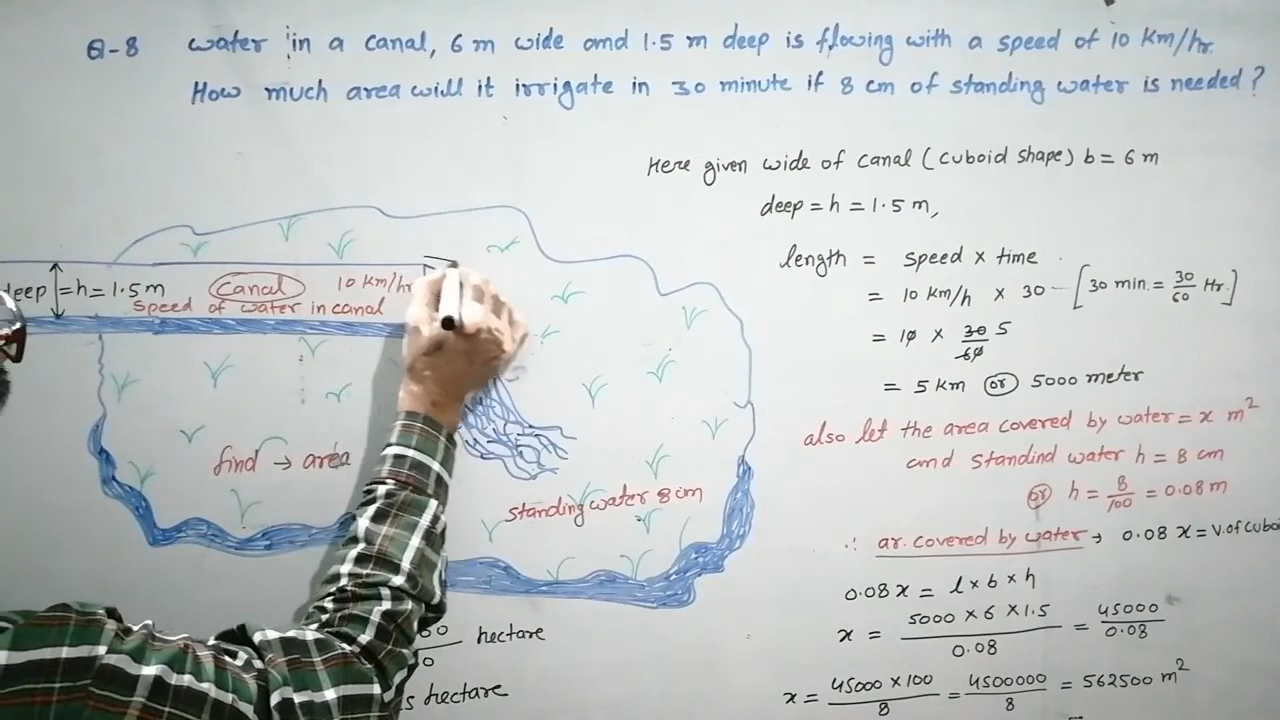 Q-8 water in a canal, 6 m wide and 1.5 m deep is flowing with a speed of 10 Km/hr.
How much area will it irrigate in 30 minute if 8 cm of standing water is needed?
Here given wide of canal (cuboid shape) b = 6 m
deep = h = 1.5 m,
length = speed × time
= 10 km/h × 30 [30 min. = 30/60 Hr.]
= 10 × 30/60 5
= 5 km or 5000 meter
also let the area covered by water = x m²
and standind water h = 8 cm
or h = 8/100 = 0.08 m
∴ ar. covered by water → 0.08 x = V. of cuboi
0.08 x = l × b × h
x = 5000 × 6 × 1.5 / 0.08 = 45000 / 0.08
x = 45000 × 100 / 8 = 4500000 / 8 = 562500 m²
deep = h = 1.5 m
Canal
10 Km/hr
Speed of water in canal
find → area
standing water 8 cm
hectare
hectare